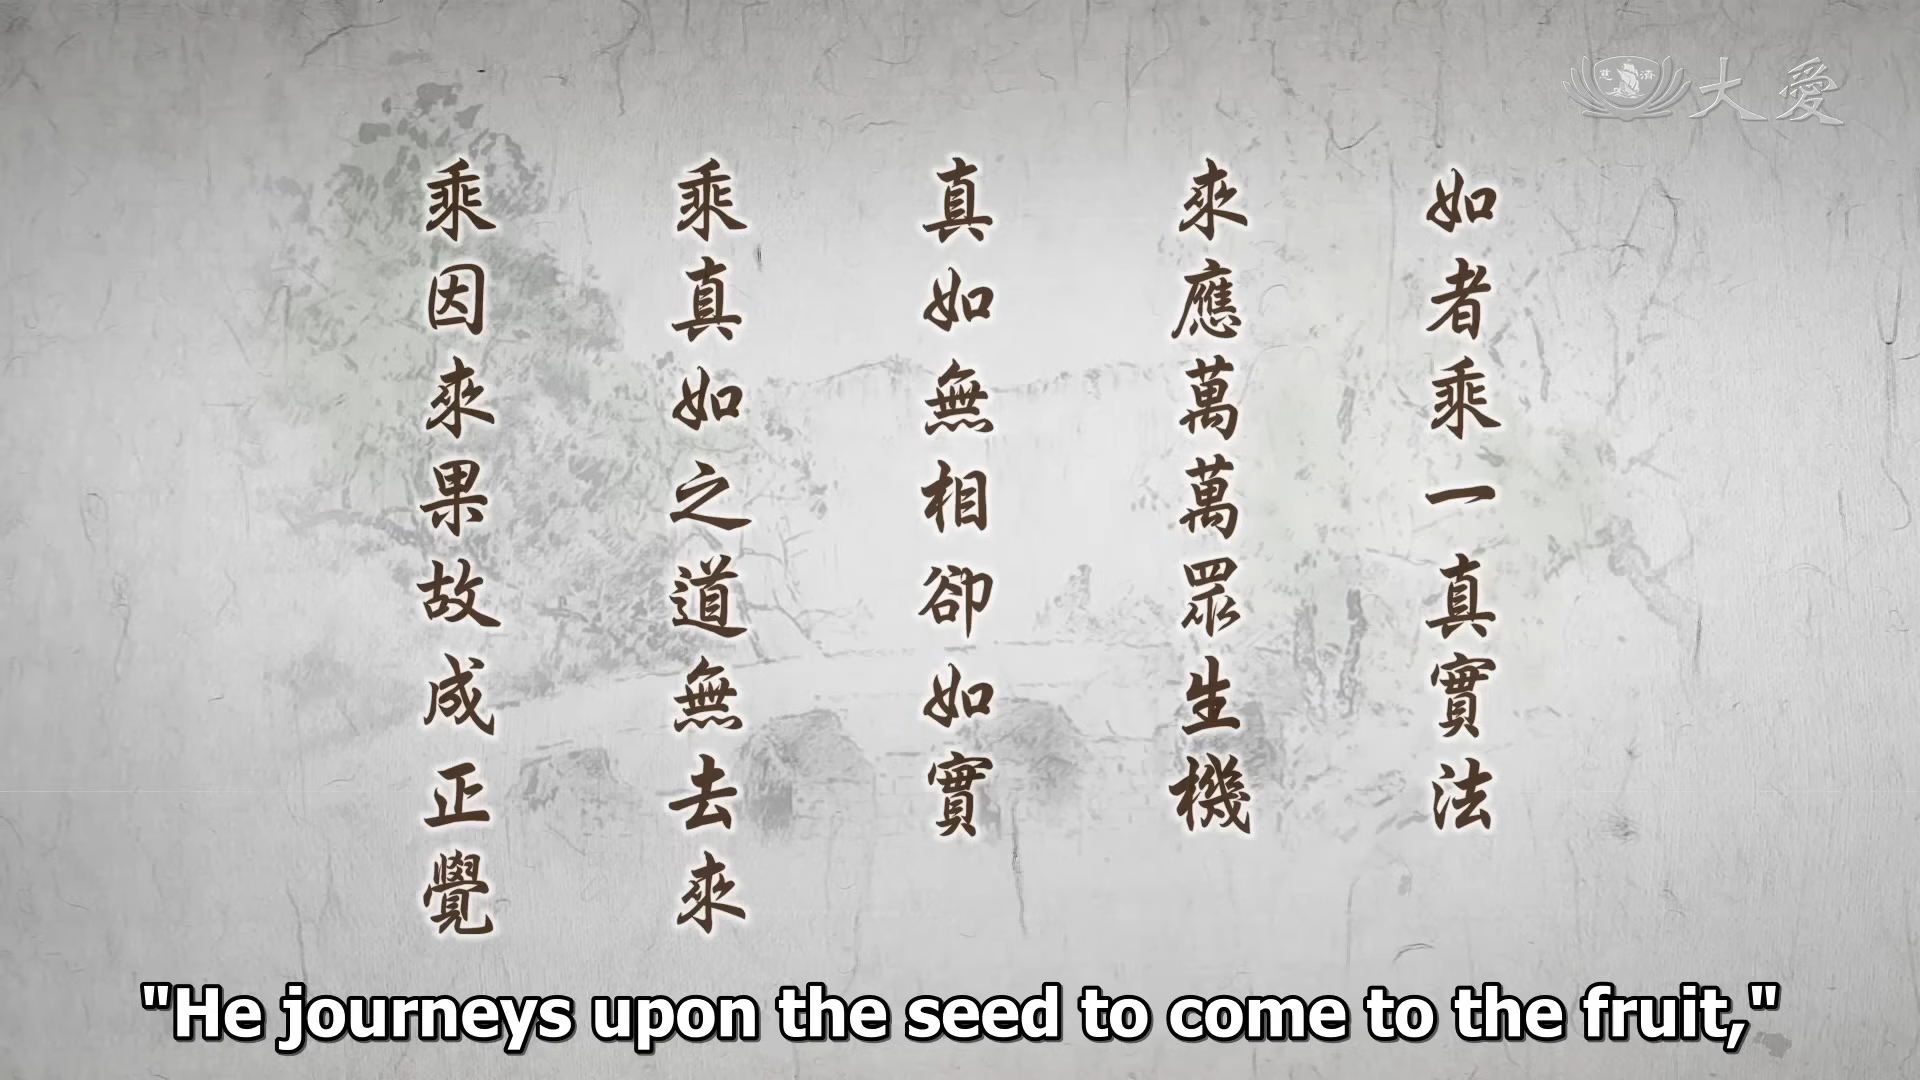 慈濟
大愛
如者乘一真實法
來應萬萬眾生機
真如無相卻如實
乘真如之道無去來
乘因來果故成正覺
"He journeys upon the seed to come to the fruit,"